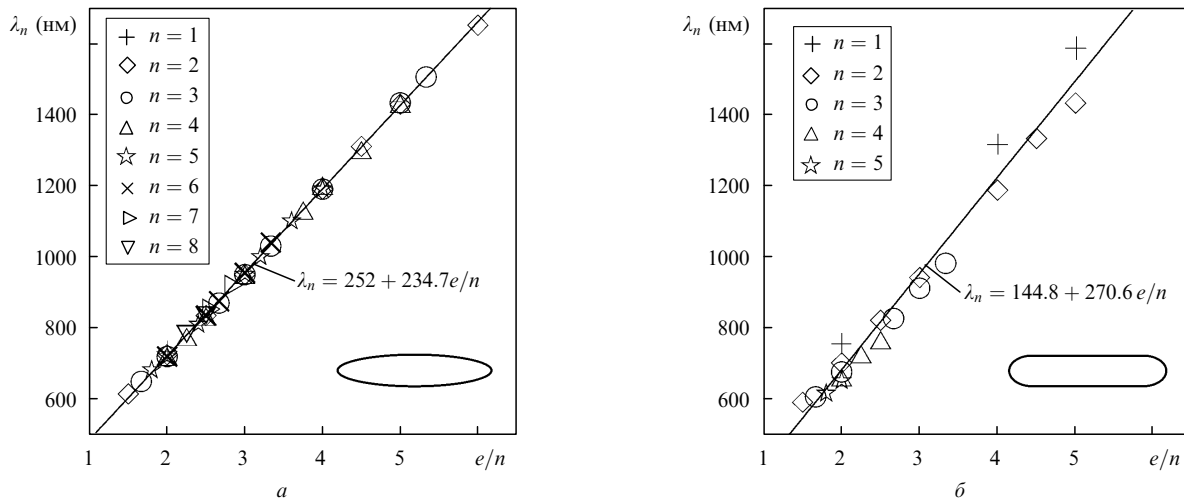 λₙ (нм)
n = 1
n = 2
n = 3
n = 4
n = 5
n = 6
n = 7
n = 8
1400
1200
1000
800
600
λₙ = 252 + 234.7e/n
1 2 3 4 5 e/n
а
λₙ (нм)
n = 1
n = 2
n = 3
n = 4
n = 5
1400
1200
1000
800
600
λₙ = 144.8 + 270.6 e/n
1 2 3 4 5 e/n
б